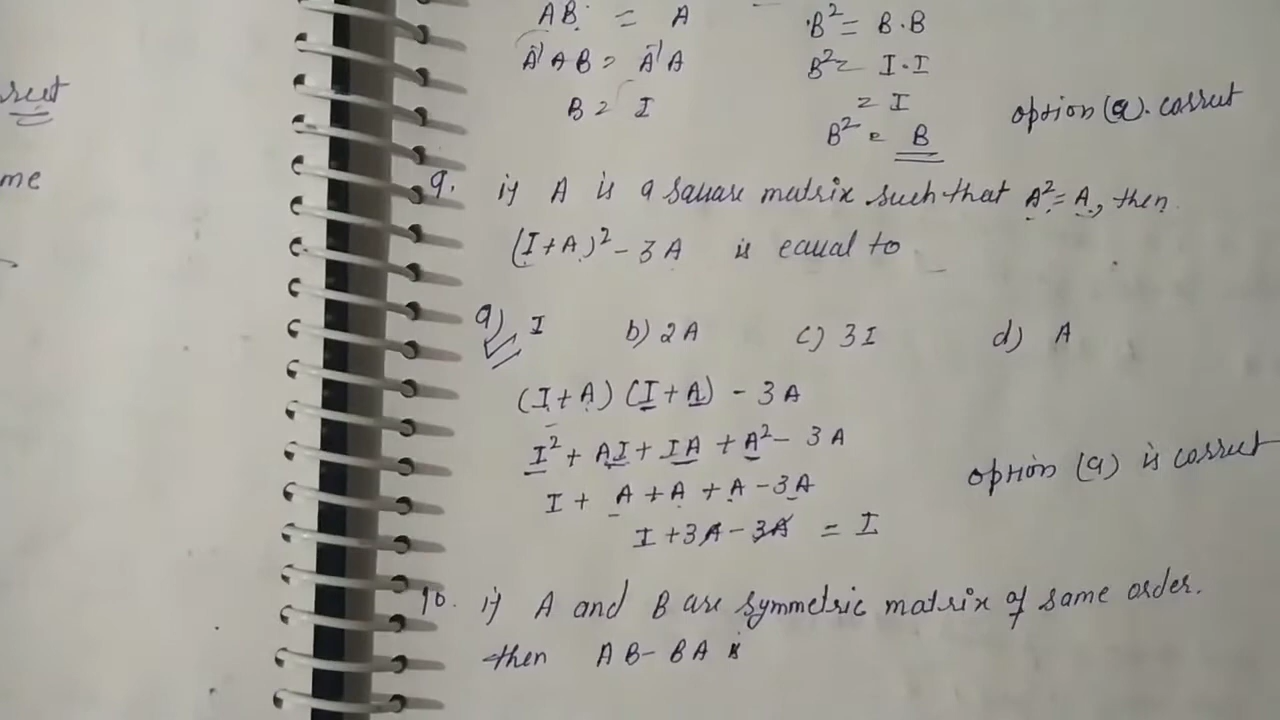 me
AB = A
A⁻¹AB = A⁻¹A
B = I
B² = B·B
B² = I·I
= I
B² = B
option (a). correct
9. if A is a square matrix such that A² = A, then
(I+A)² - 3A is equal to
a) I b) 2A c) 3I d) A
(I+A) (I+A) - 3A
I² + AI + IA + A² - 3A
I + A + A + A - 3A
I + 3A - 3A = I
option (a) is correct
10. if A and B are symmetric matrix of same order.
then AB - BA is